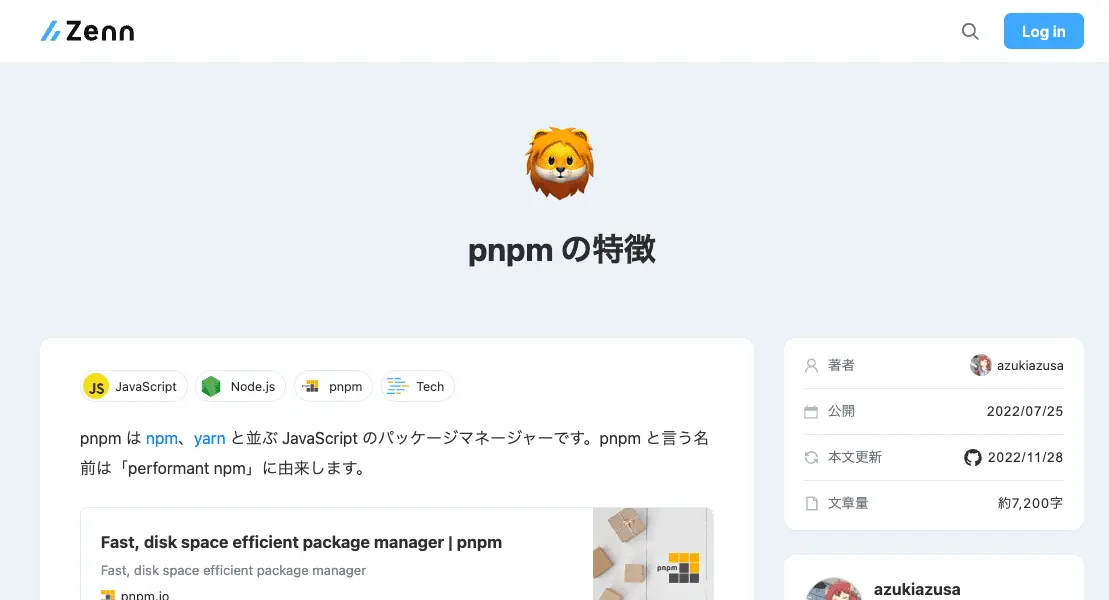 Zenn
Log in
pnpm の特徴
JS JavaScript
Node.js
pnpm
Tech
pnpm は npm、yarn と並ぶ JavaScript のパッケージマネージャーです。pnpm と言う名
前は「performant npm」に由来します。
Fast, disk space efficient package manager | pnpm
Fast, disk space efficient package manager
pnpm.io
pnpm
著者 azukiazusa
公開 2022/07/25
本文更新 2022/11/28
文章量 約7,200字
azukiazusa